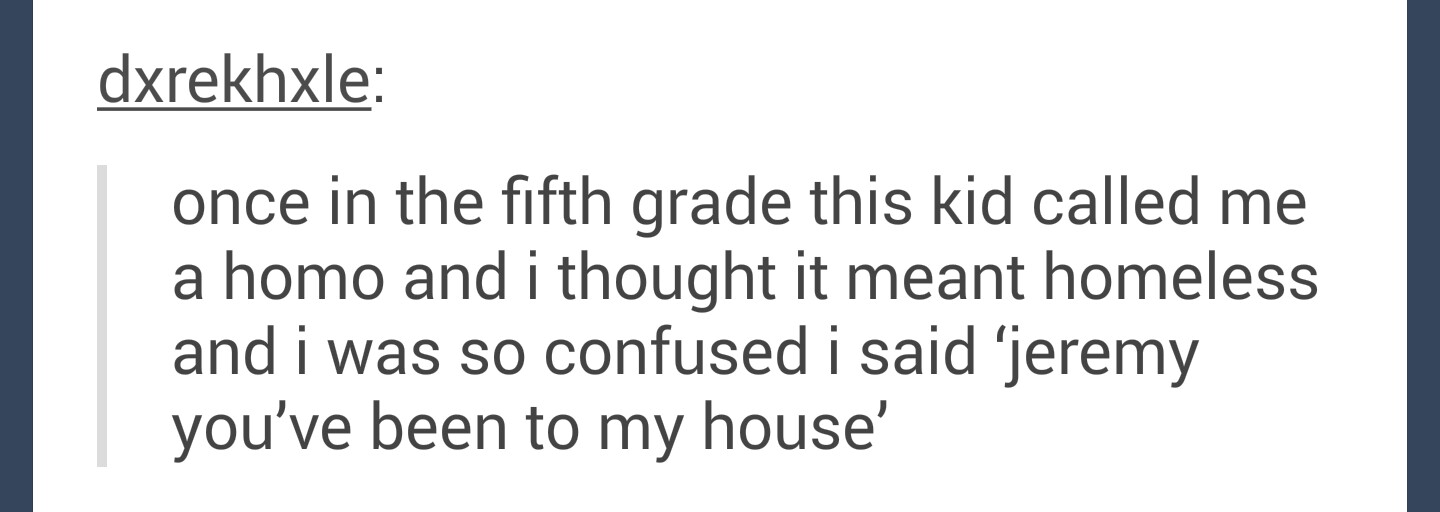 dxrekhxle:
once in the fifth grade this kid called me
a homo and i thought it meant homeless
and i was so confused i said ‘jeremy
you’ve been to my house’